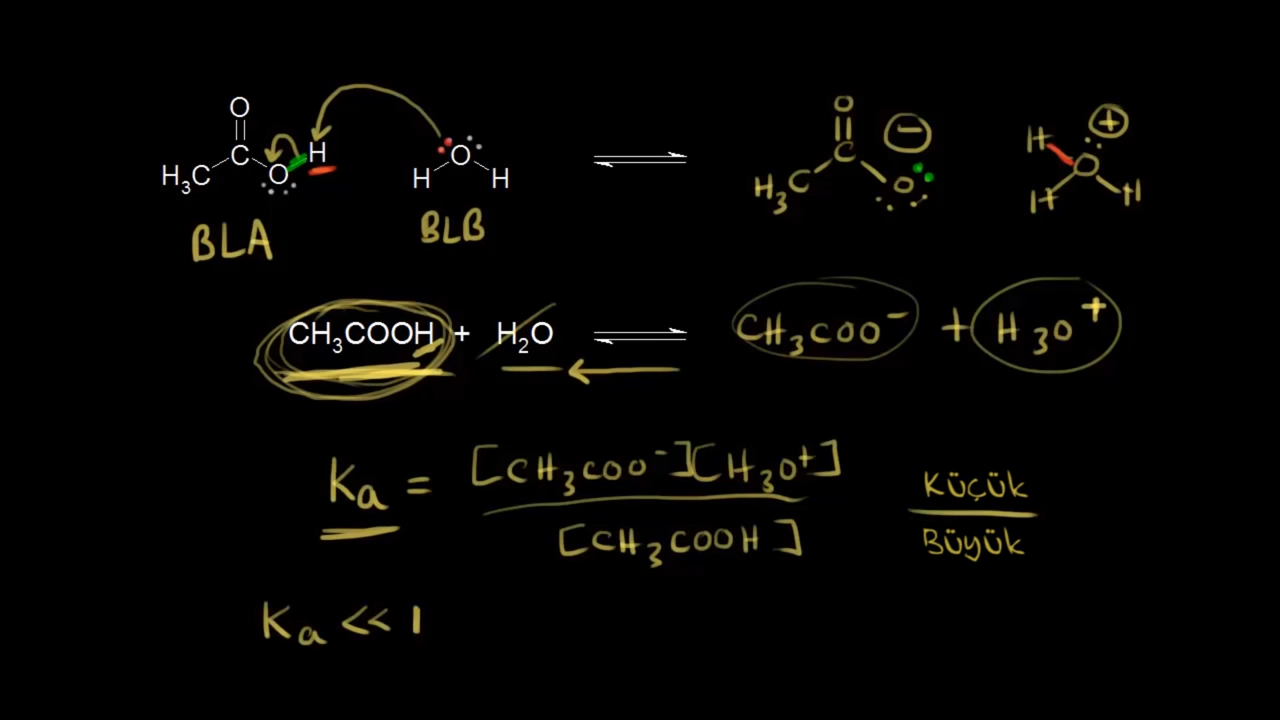 H₃C C O O H H O H ⇌ H₃C C O O ⊖ H O H H ⊕
BLA BLB
CH₃COOH + H₂O ⇌ CH₃COO⁻ + H₃O⁺
Ka = [CH₃COO⁻][H₃O⁺] / [CH₃COOH]
Küçük
Büyük
Ka << 1